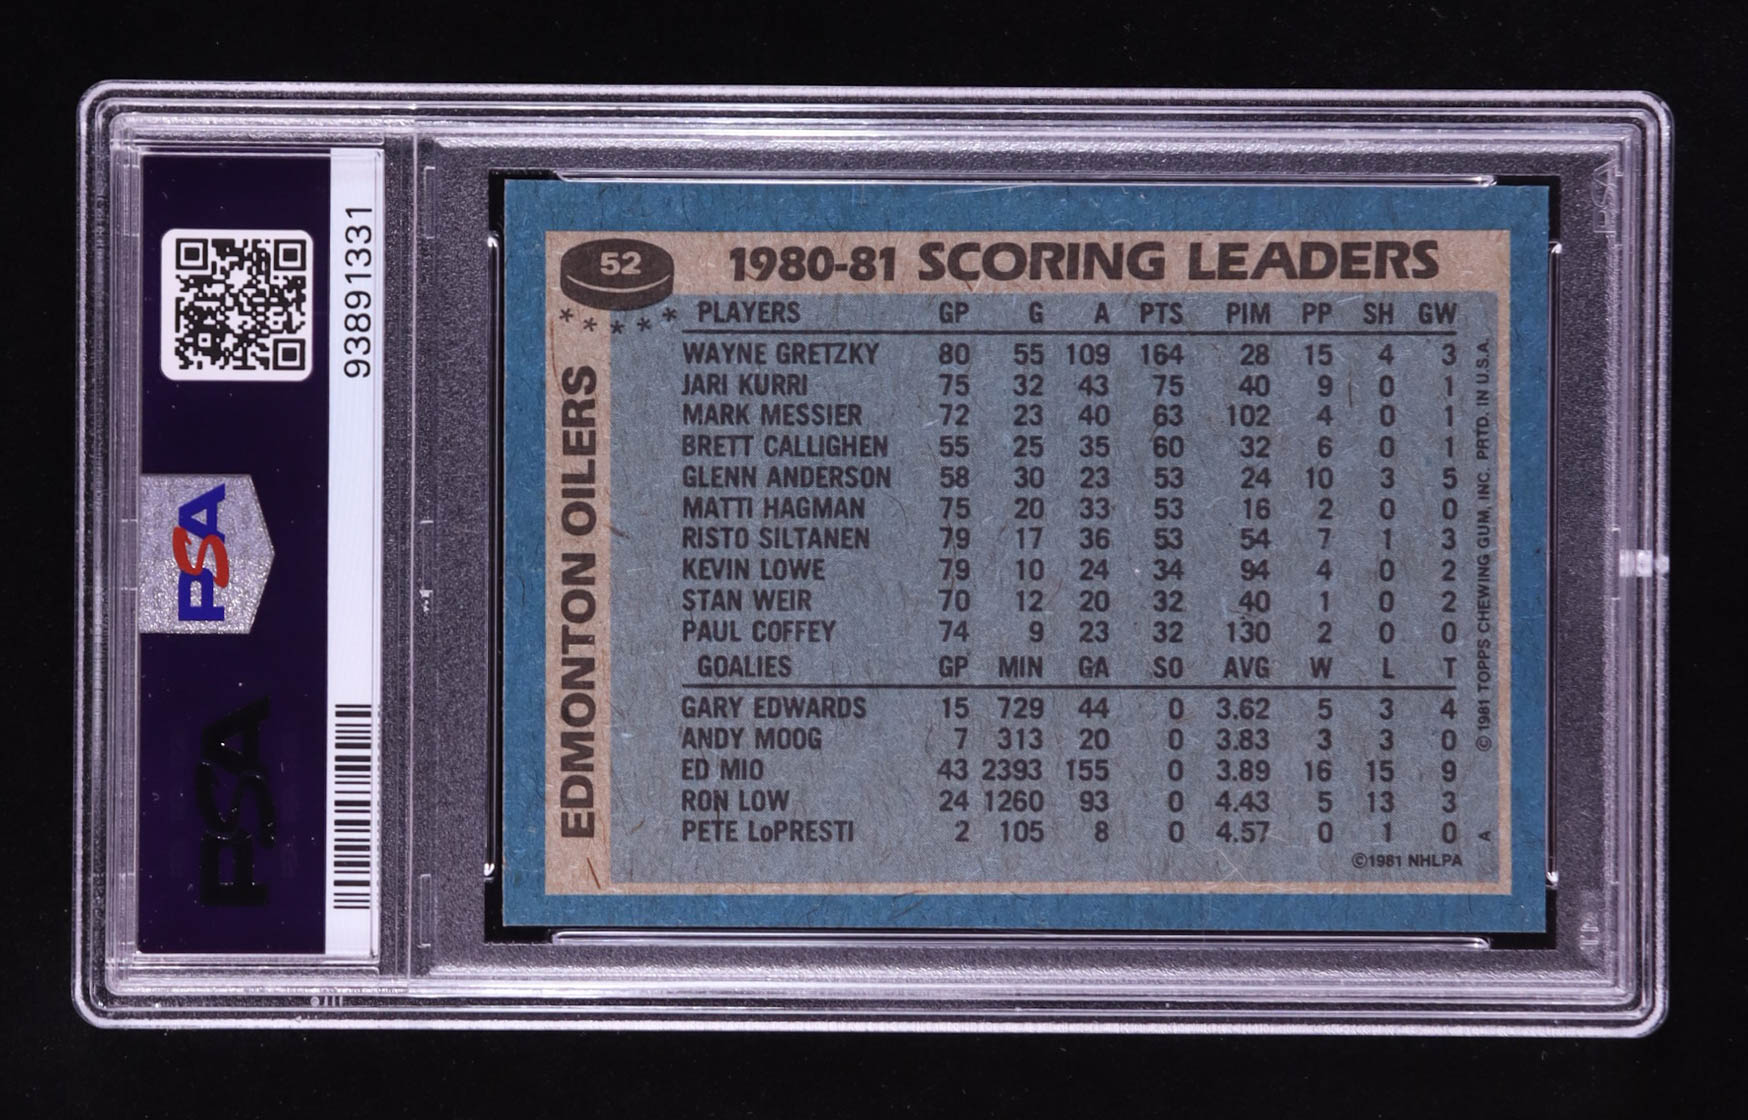 93891331
PSA
PSA
52
1980-81 SCORING LEADERS
* * * * *
EDMONTON OILERS
PLAYERS GP G A PTS PIM PP SH GW
WAYNE GRETZKY 80 55 109 164 28 15 4 3
JARI KURRI 75 32 43 75 40 9 0 1
MARK MESSIER 72 23 40 63 102 4 0 1
BRETT CALLIGHEN 55 25 35 60 32 6 0 1
GLENN ANDERSON 58 30 23 53 24 10 3 5
MATTI HAGMAN 75 20 33 53 16 2 0 0
RISTO SILTANEN 79 17 36 53 54 7 1 3
KEVIN LOWE 79 10 24 34 94 4 0 2
STAN WEIR 70 12 20 32 40 1 0 2
PAUL COFFEY 74 9 23 32 130 2 0 0
GOALIES GP MIN GA SO AVG W L T
GARY EDWARDS 15 729 44 0 3.62 5 3 4
ANDY MOOG 7 313 20 0 3.83 3 3 0
ED MIO 43 2393 155 0 3.89 16 15 9
RON LOW 24 1260 93 0 4.43 5 13 3
PETE LoPRESTI 2 105 8 0 4.57 0 1 0
©1981 NHLPA
© 1981 TOPPS CHEWING GUM, INC. PRTD. IN U.S.A.
A